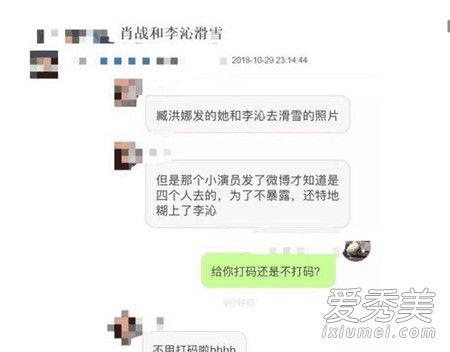 肖战和李沁滑雪
2018-10-29 23:14:44
臧洪娜发的她和李沁去滑雪的照片
但是那个小演员发了微博才知道是
四个人去的，为了不暴露，还特地
糊上了李沁
给你打码还是不打码？
9分钟前
不用打码啦hhhh
爱秀美
ixiumei.com